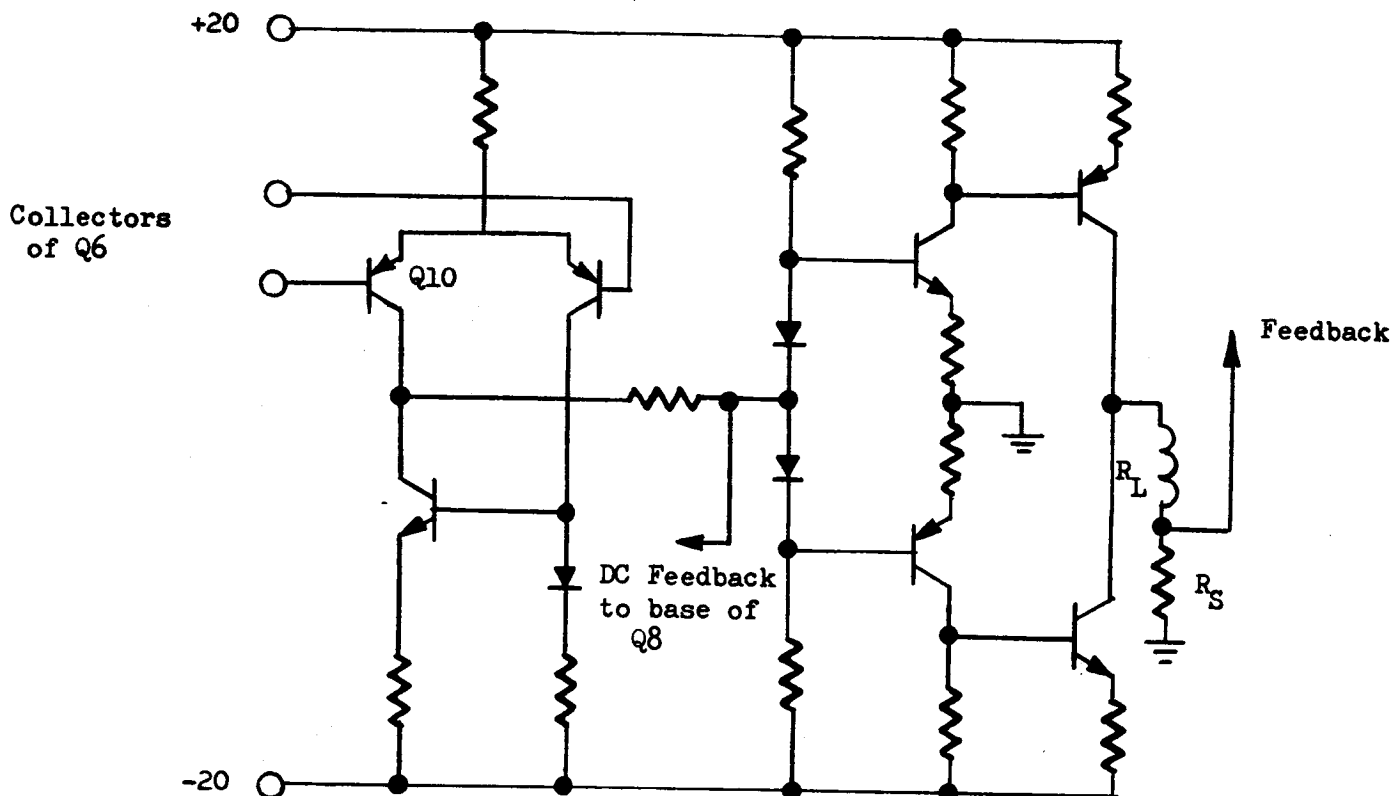 +20
Collectors
of Q6
Q10
Feedback
R_L
DC Feedback
to base of
Q8
R_S
-20